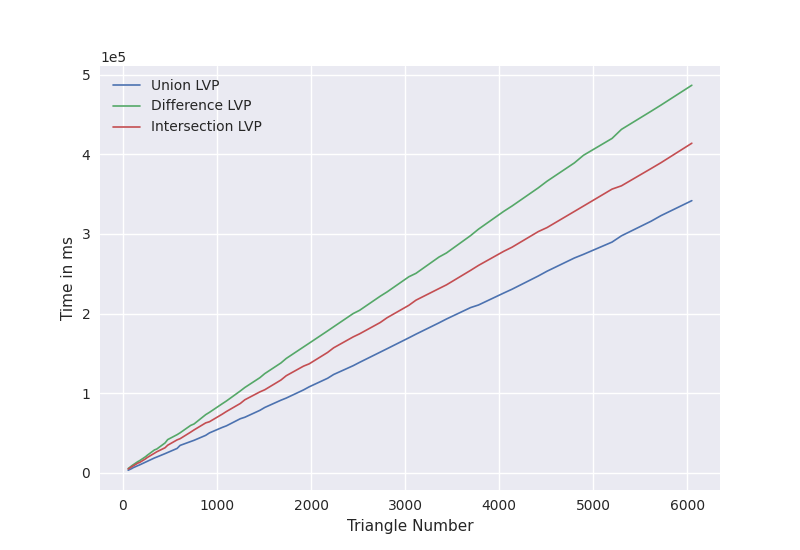 1e5
5
4
3
2
1
0
Time in ms
Union LVP
Difference LVP
Intersection LVP
0 1000 2000 3000 4000 5000 6000
Triangle Number